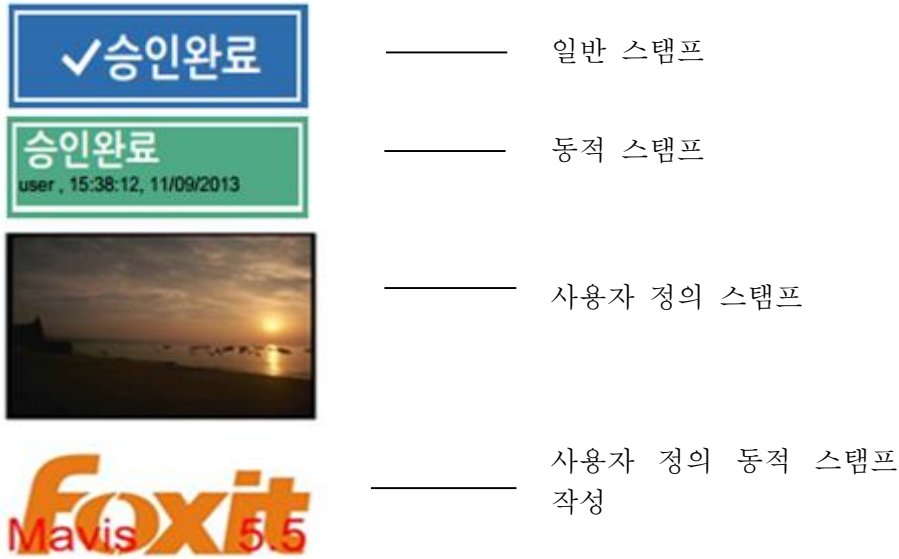 ✓승인완료
일반 스탬프
승인완료
user , 15:38:12, 11/09/2013
동적 스탬프
사용자 정의 스탬프
Foxit
Mavis 5.5
사용자 정의 동적 스탬프
작성